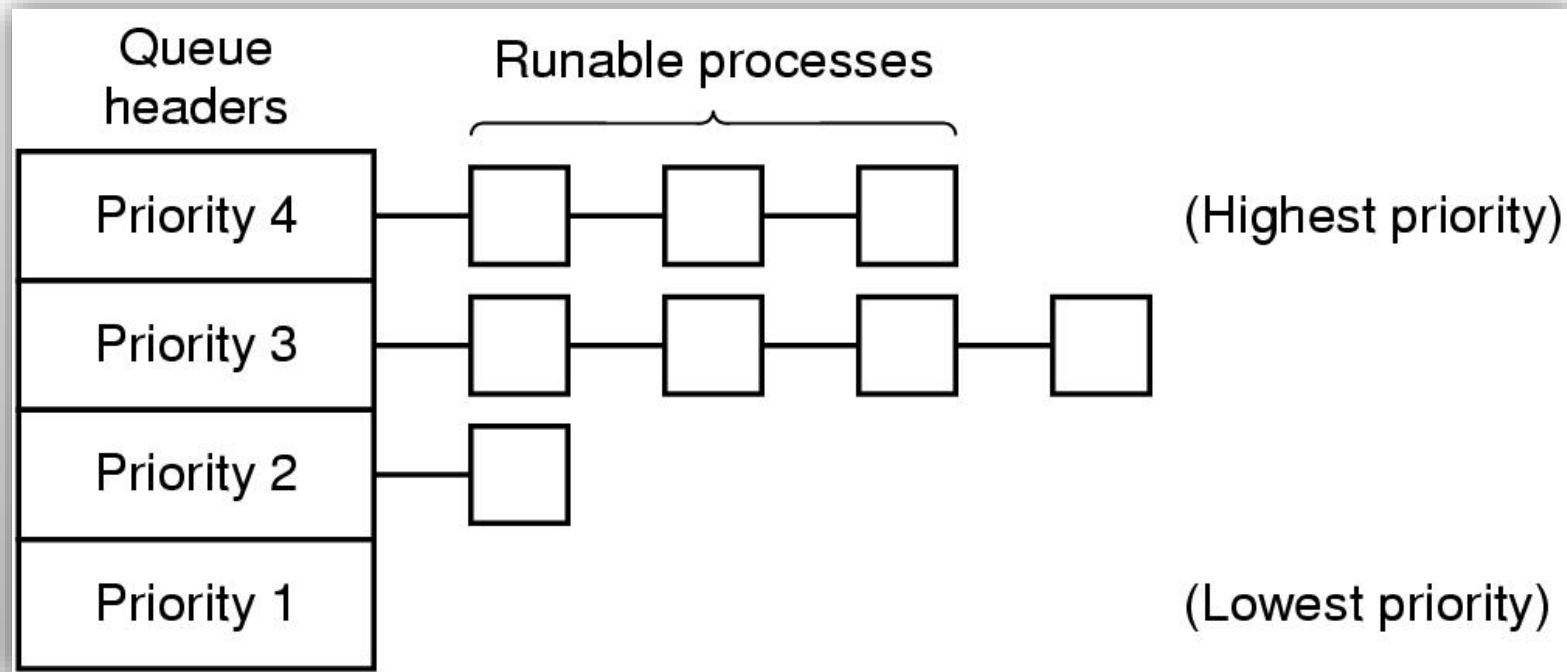 Queue
headers
Runable processes
Priority 4
(Highest priority)
Priority 3
Priority 2
Priority 1
(Lowest priority)